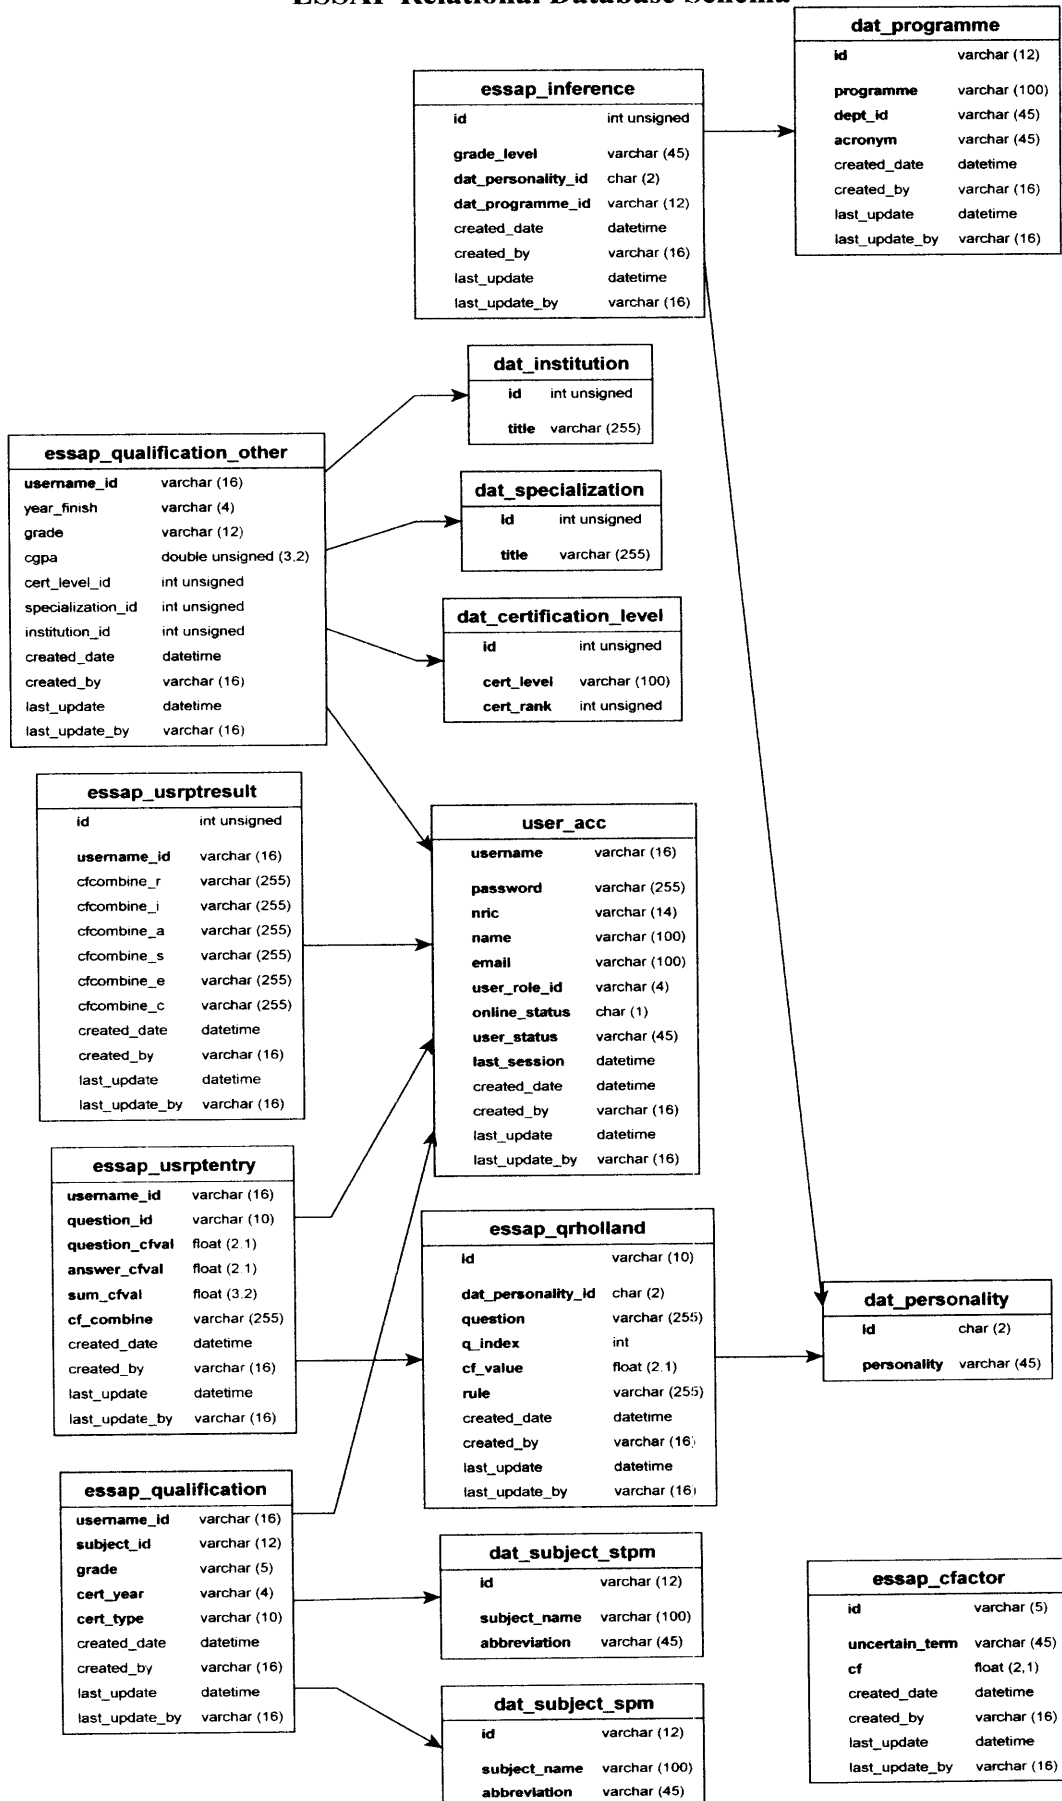 ESSAP Relational Database Schema
dat_programme
id varchar (12)
programme varchar (100)
dept_id varchar (45)
acronym varchar (45)
created_date datetime
created_by varchar (16)
last_update datetime
last_update_by varchar (16)
essap_inference
id int unsigned
grade_level varchar (45)
dat_personality_id char (2)
dat_programme_id varchar (12)
created_date datetime
created_by varchar (16)
last_update datetime
last_update_by varchar (16)
dat_institution
id int unsigned
title varchar (255)
essap_qualification_other
username_id varchar (16)
year_finish varchar (4)
grade varchar (12)
cgpa double unsigned (3,2)
cert_level_id int unsigned
specialization_id int unsigned
institution_id int unsigned
created_date datetime
created_by varchar (16)
last_update datetime
last_update_by varchar (16)
dat_specialization
id int unsigned
title varchar (255)
dat_certification_level
id int unsigned
cert_level varchar (100)
cert_rank int unsigned
essap_usrptresult
id int unsigned
username_id varchar (16)
cfcombine_r varchar (255)
cfcombine_i varchar (255)
cfcombine_a varchar (255)
cfcombine_s varchar (255)
cfcombine_e varchar (255)
cfcombine_c varchar (255)
created_date datetime
created_by varchar (16)
last_update datetime
last_update_by varchar (16)
user_acc
username varchar (16)
password varchar (255)
nric varchar (14)
name varchar (100)
email varchar (100)
user_role_id varchar (4)
online_status char (1)
user_status varchar (45)
last_session datetime
created_date datetime
created_by varchar (16)
last_update datetime
last_update_by varchar (16)
essap_usrptentry
username_id varchar (16)
question_id varchar (10)
question_cfval float (2.1)
answer_cfval float (2.1)
sum_cfval float (3.2)
cf_combine varchar (255)
created_date datetime
created_by varchar (16)
last_update datetime
last_update_by varchar (16)
essap_qrholland
id varchar (10)
dat_personality_id char (2)
question varchar (255)
q_index int
cf_value float (2.1)
rule varchar (255)
created_date datetime
created_by varchar (16)
last_update datetime
last_update_by varchar (16)
dat_personality
id char (2)
personality varchar (45)
essap_qualification
username_id varchar (16)
subject_id varchar (12)
grade varchar (5)
cert_year varchar (4)
cert_type varchar (10)
created_date datetime
created_by varchar (16)
last_update datetime
last_update_by varchar (16)
dat_subject_stpm
id varchar (12)
subject_name varchar (100)
abbreviation varchar (45)
essap_cfactor
id varchar (5)
uncertain_term varchar (45)
cf float (2,1)
created_date datetime
created_by varchar (16)
last_update datetime
last_update_by varchar (16)
dat_subject_spm
id varchar (12)
subject_name varchar (100)
abbreviation varchar (45)